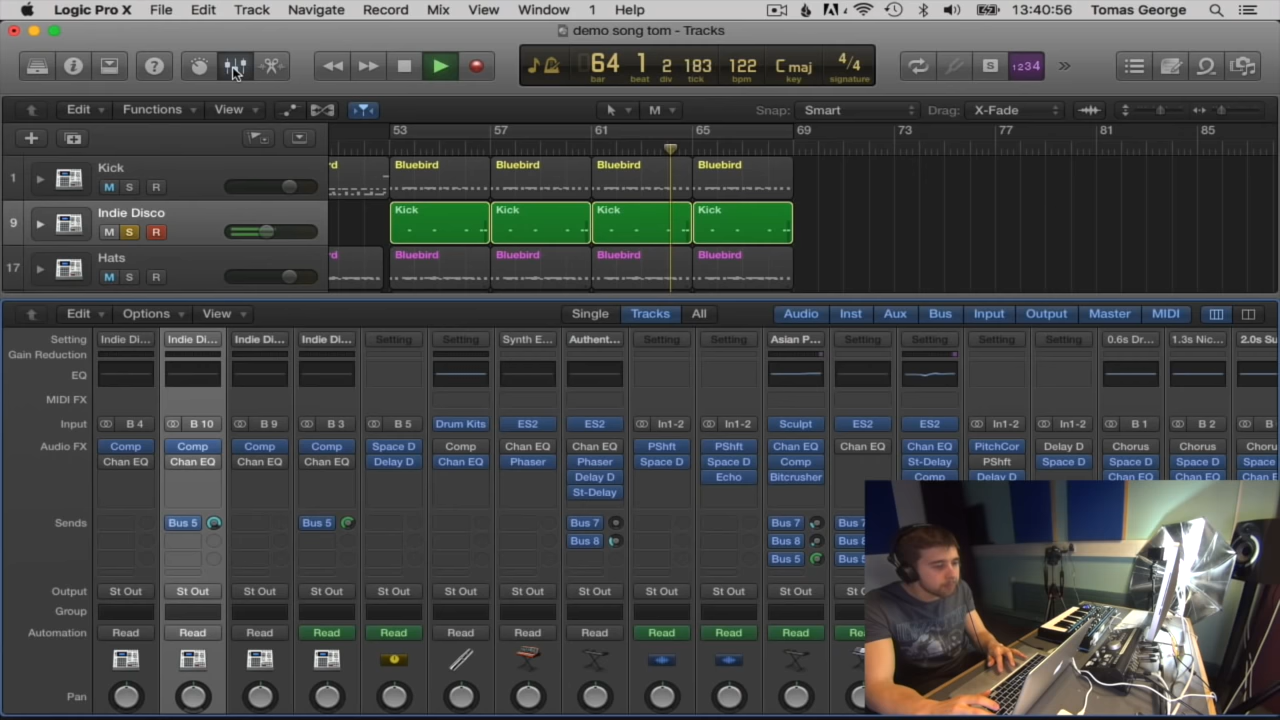 Logic Pro X File Edit Track Navigate Record Mix View Window 1 Help 13:40:56 Tomas George
demo song tom - Tracks
64 1 2 183 122 C maj 4/4
bar beat div tick bpm key signature
1234
S
Edit Functions View M Snap: Smart Drag: X-Fade
53 57 61 65 69 73 77 81 85
1 Kick Bluebird Bluebird Bluebird Bluebird
M S R
9 Indie Disco Kick Kick Kick Kick
M S R
17 Hats Bluebird Bluebird Bluebird Bluebird
M S R
Edit Options View Single Tracks All Audio Inst Aux Bus Input Output Master MIDI
Setting Indie Di... Indie Di... Indie Di... Indie Di... Setting Setting Synth E... Authent... Setting Setting Asian P... Setting Setting Setting Setting 0.6s Dr... 1.3s Nic... 2.0s Su
Gain Reduction
EQ
MIDI FX
Input B 4 B 10 B 9 B 3 B 5 Drum Kits ES2 ES2 In1-2 In1-2 Sculpt ES2 ES2 In1-2 In1-2 B 1 B 2 B
Audio FX Comp Comp Comp Comp Space D Comp Chan EQ Chan EQ PShft PShft Chan EQ Chan EQ Chan EQ PitchCor Delay D Chorus Chorus Choru
Chan EQ Chan EQ Chan EQ Chan EQ Delay D Chan EQ Phaser Phaser Space D Space D Comp St-Delay PShft Space D Space D Space D Space
Delay D Echo Bitcrusher Comp Delay D Chan EQ Chan EQ Chan E
St-Delay
Sends Bus 5 Bus 5 Bus 7 Bus 7 Bus 7
Bus 8 Bus 8 Bus 8
Bus 5 Bus 5
Output St Out St Out St Out St Out St Out St Out St Out St Out St Out St Out St Out St O
Group
Automation Read Read Read Read Read Read Read Read Read Read Read Re
Pan